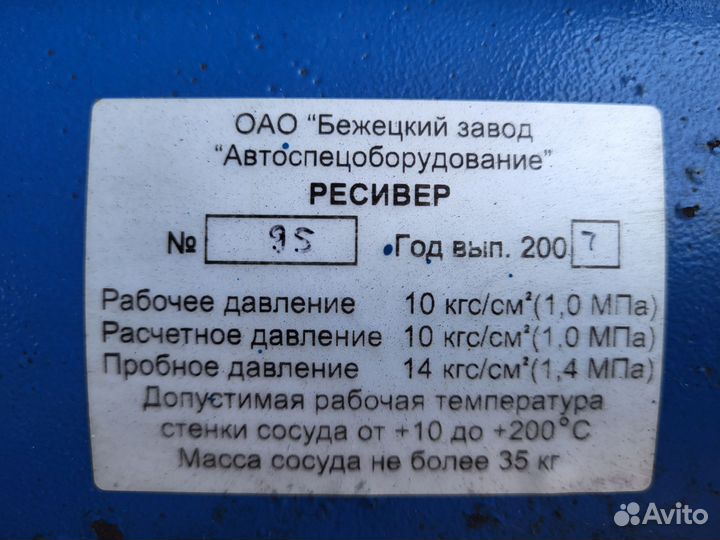 ОАО "Бежецкий завод
"Автоспецоборудование"
РЕСИВЕР
№ 95 Год вып. 200 7
Рабочее давление 10 кгс/см²(1,0 МПа)
Расчетное давление 10 кгс/см²(1,0 МПа)
Пробное давление 14 кгс/см²(1,4 МПа)
Допустимая рабочая температура
стенки сосуда от +10 до +200°С
Масса сосуда не более 35 кг
Avito